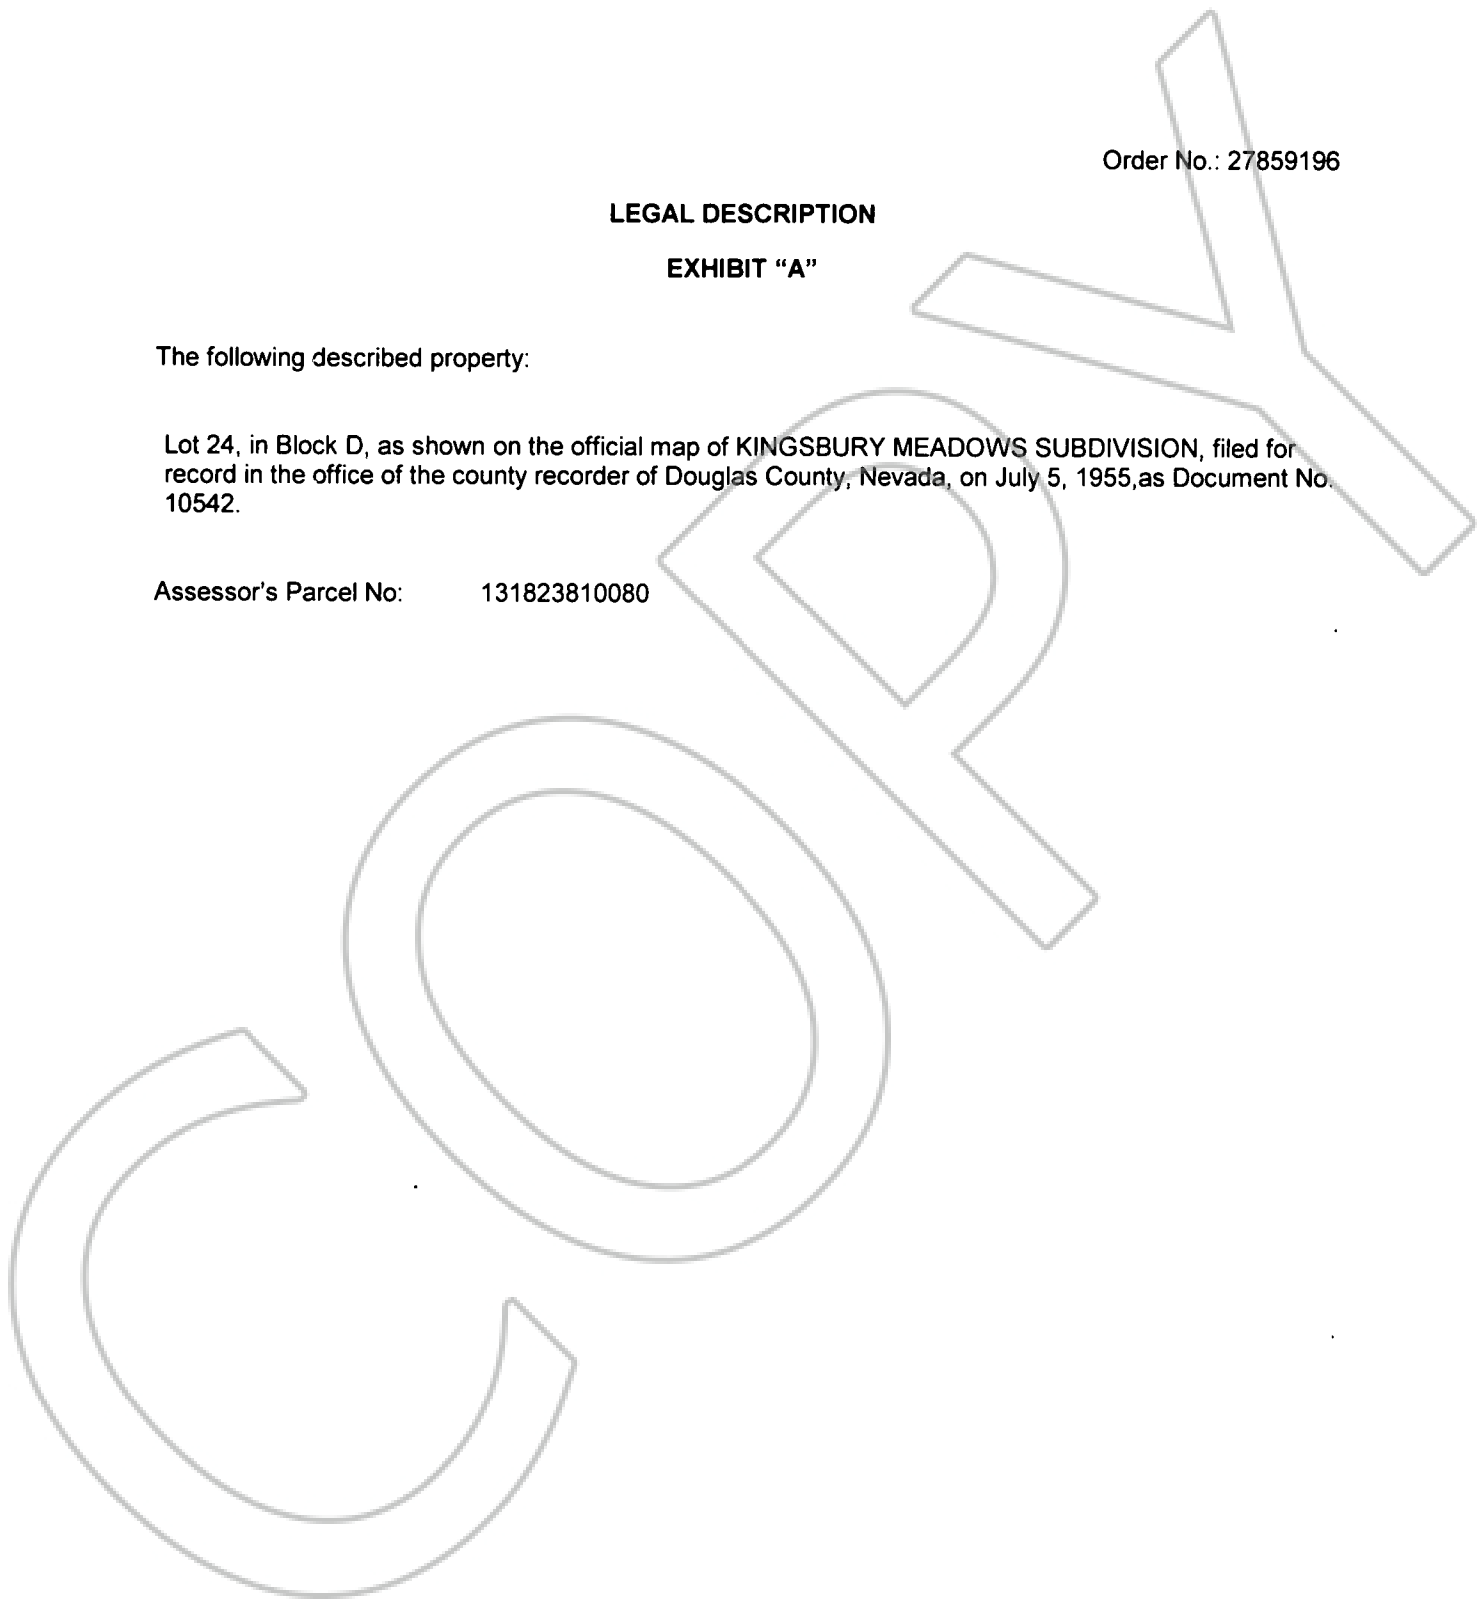 Order No.: 27859196
LEGAL DESCRIPTION
EXHIBIT “A”
The following described property:
Lot 24, in Block D, as shown on the official map of KINGSBURY MEADOWS SUBDIVISION, filed for
record in the office of the county recorder of Douglas County, Nevada, on July 5, 1955,as Document No.
10542.
Assessor's Parcel No: 131823810080
COPY